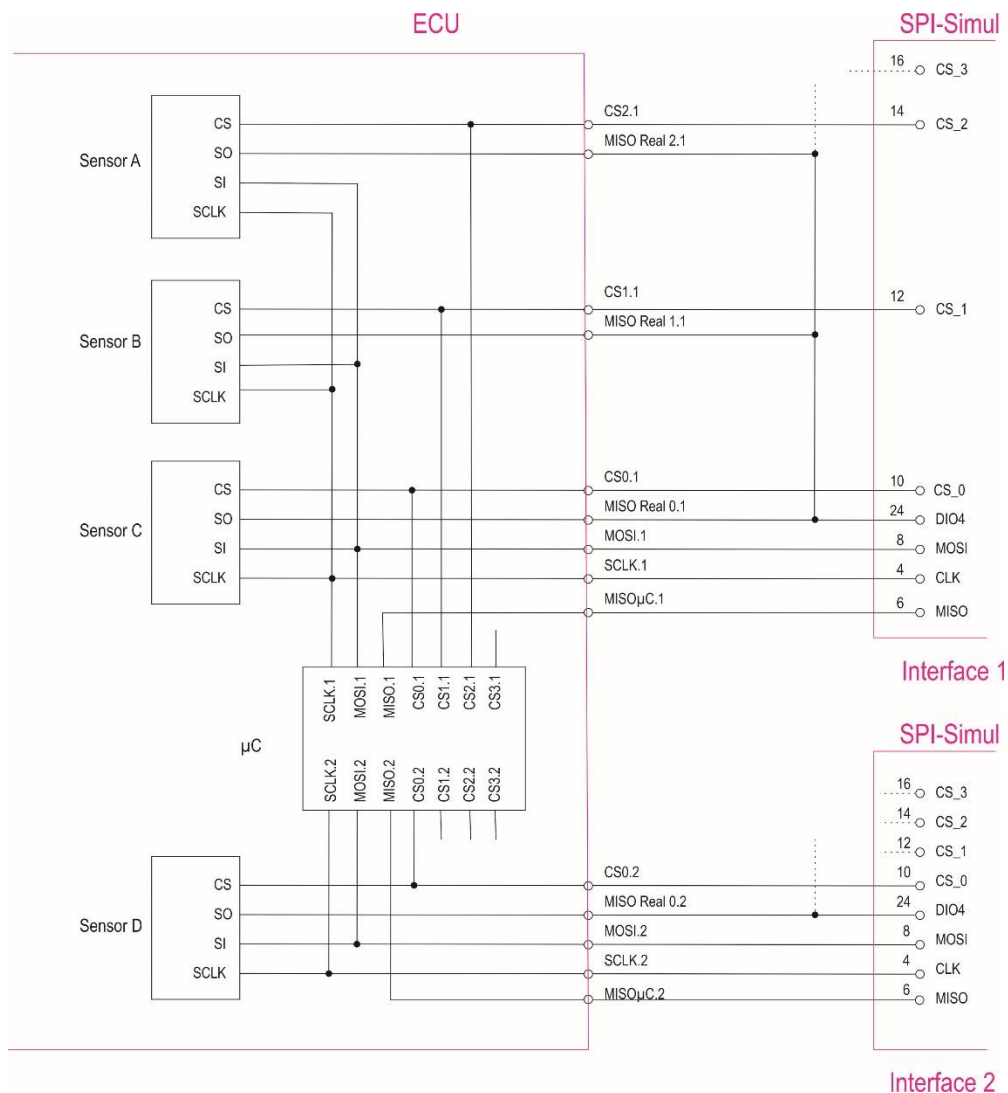 ECU
SPI-Simul
16 CS_3
CS CS2.1 14 CS_2
SO MISO Real 2.1
Sensor A
SI
SCLK
CS CS1.1 12 CS_1
SO MISO Real 1.1
Sensor B
SI
SCLK
CS CS0.1 10 CS_0
SO MISO Real 0.1 24 DIO4
Sensor C
SI MOSI.1 8 MOSI
SCLK SCLK.1 4 CLK
MISOµC.1 6 MISO
Interface 1
SCLK.1 MOSI.1 MISO.1 CS0.1 CS1.1 CS2.1 CS3.1
µC
SCLK.2 MOSI.2 MISO.2 CS0.2 CS1.2 CS2.2 CS3.2
SPI-Simul
16 CS_3
14 CS_2
12 CS_1
CS CS0.2 10 CS_0
SO MISO Real 0.2 24 DIO4
Sensor D
SI MOSI.2 8 MOSI
SCLK SCLK.2 4 CLK
MISOµC.2 6 MISO
Interface 2